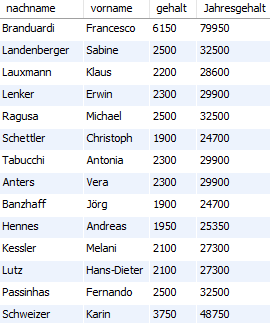 nachname vorname gehalt Jahresgehalt
Branduardi Francesco 6150 79950
Landenberger Sabine 2500 32500
Lauxmann Klaus 2200 28600
Lenker Erwin 2300 29900
Ragusa Michael 2500 32500
Schettler Christoph 1900 24700
Tabucchi Antonia 2300 29900
Anters Vera 2300 29900
Banzhaff Jörg 1900 24700
Hennes Andreas 1950 25350
Kessler Melani 2100 27300
Lutz Hans-Dieter 2100 27300
Passinhas Fernando 2500 32500
Schweizer Karin 3750 48750